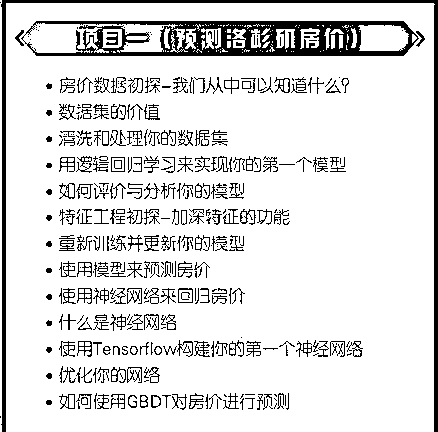 项目一 (预测洛杉矶房价)
• 房价数据初探-我们从中可以知道什么?
• 数据集的价值
• 清洗和处理你的数据集
• 用逻辑回归学习来实现你的第一个模型
• 如何评价与分析你的模型
• 特征工程初探-加深特征的功能
• 重新训练并更新你的模型
• 使用模型来预测房价
• 使用神经网络来回归房价
• 什么是神经网络
• 使用Tensorflow构建你的第一个神经网络
• 优化你的网络
• 如何使用GBDT对房价进行预测